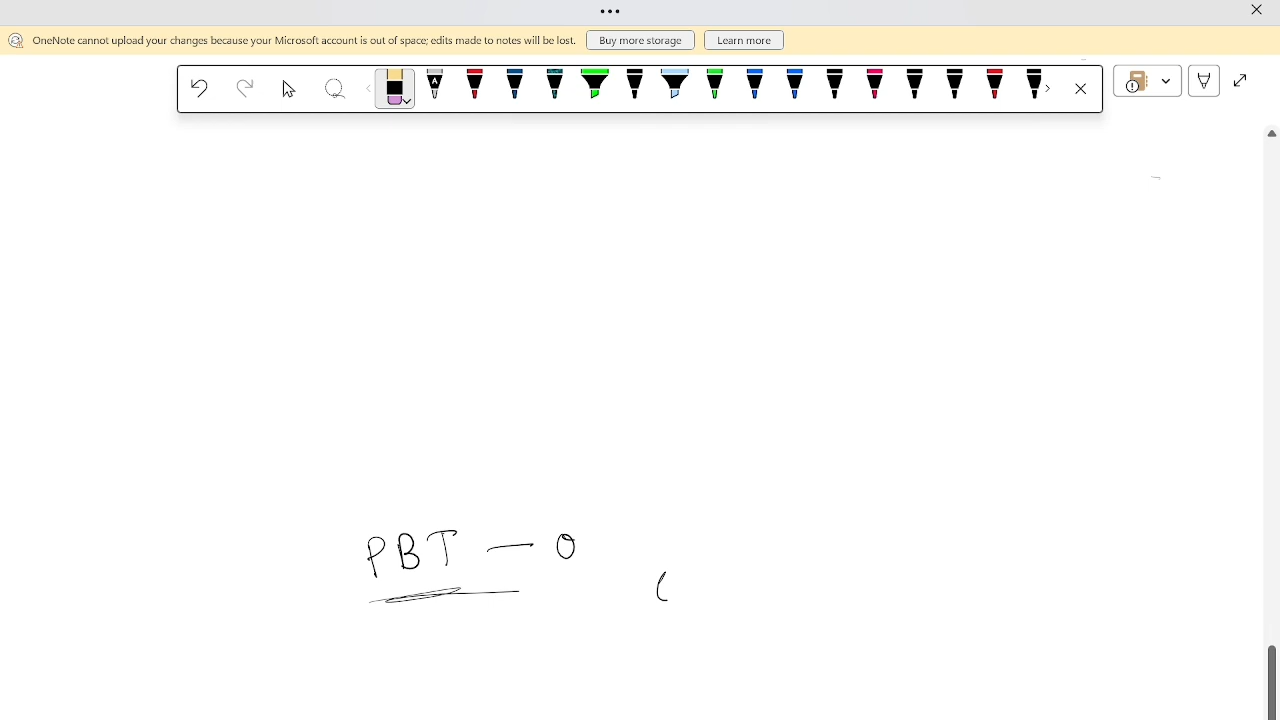 OneNote cannot upload your changes because your Microsoft account is out of space; edits made to notes will be lost. Buy more storage Learn more
A
PBT — 0
(